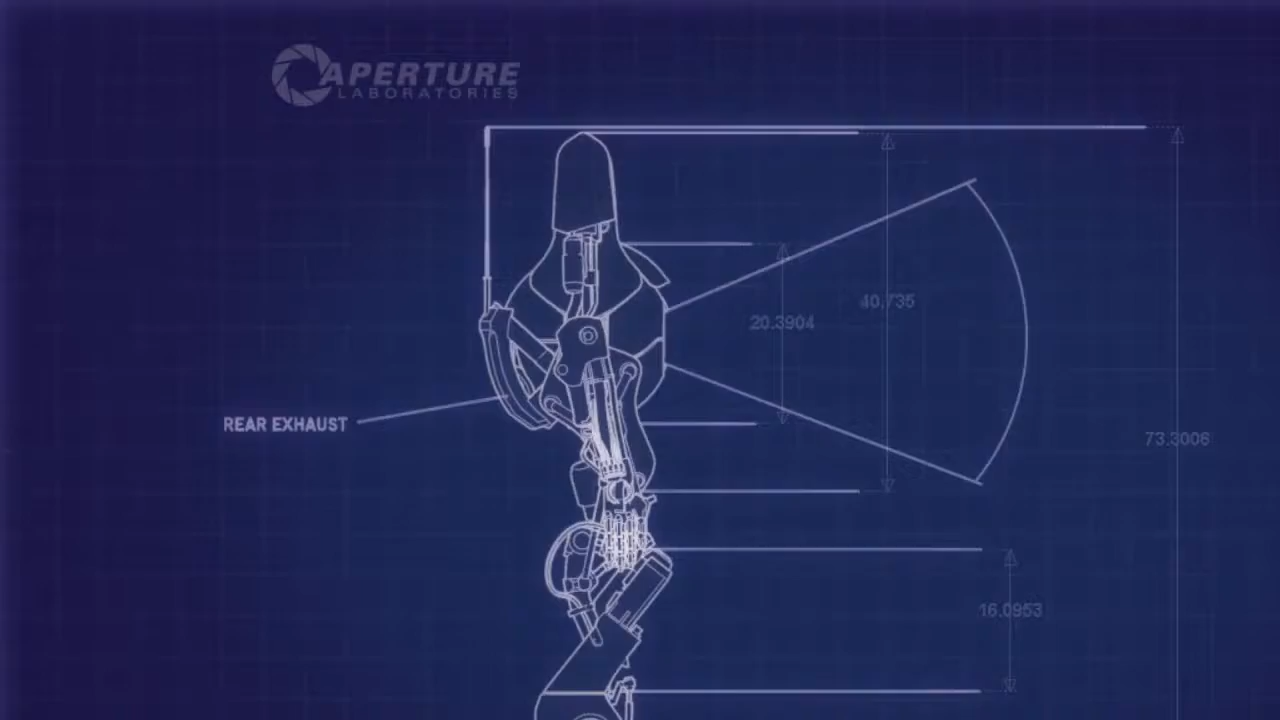 APERTURE
LABORATORIES
40.735
20.3904
REAR EXHAUST
73.3006
16.0953